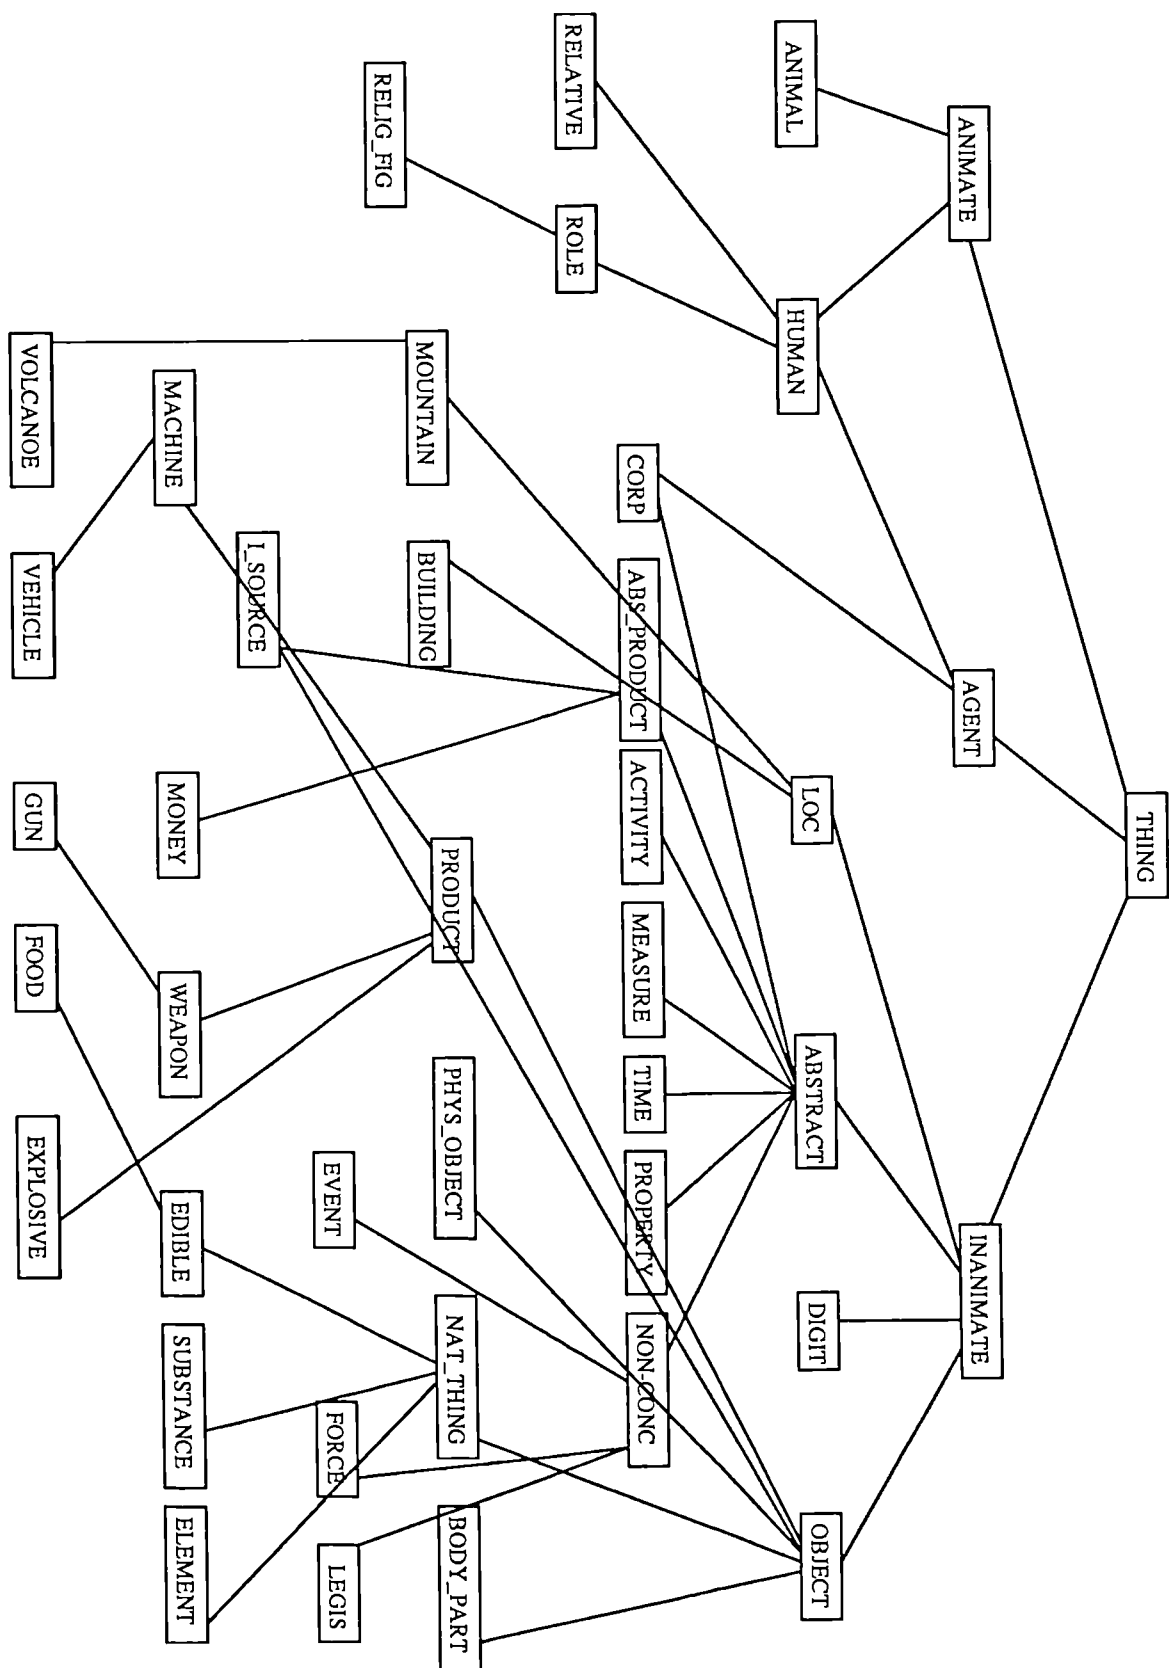 THING
ANIMATE
AGENT
INANIMATE
ANIMAL
HUMAN
LOC
ABSTRACT
DIGIT
OBJECT
CORP
ABS_PRODUCT
ACTIVITY
MEASURE
TIME
PROPERTY
NON-CONC
RELATIVE
ROLE
MOUNTAIN
BUILDING
PRODUCT
PHYS_OBJECT
NAT_THING
BODY_PART
RELIG_FIG
EVENT
FORCE
LEGIS
I_SOURCE
MACHINE
MONEY
WEAPON
EDIBLE
SUBSTANCE
ELEMENT
VOLCANOE
VEHICLE
GUN
FOOD
EXPLOSIVE